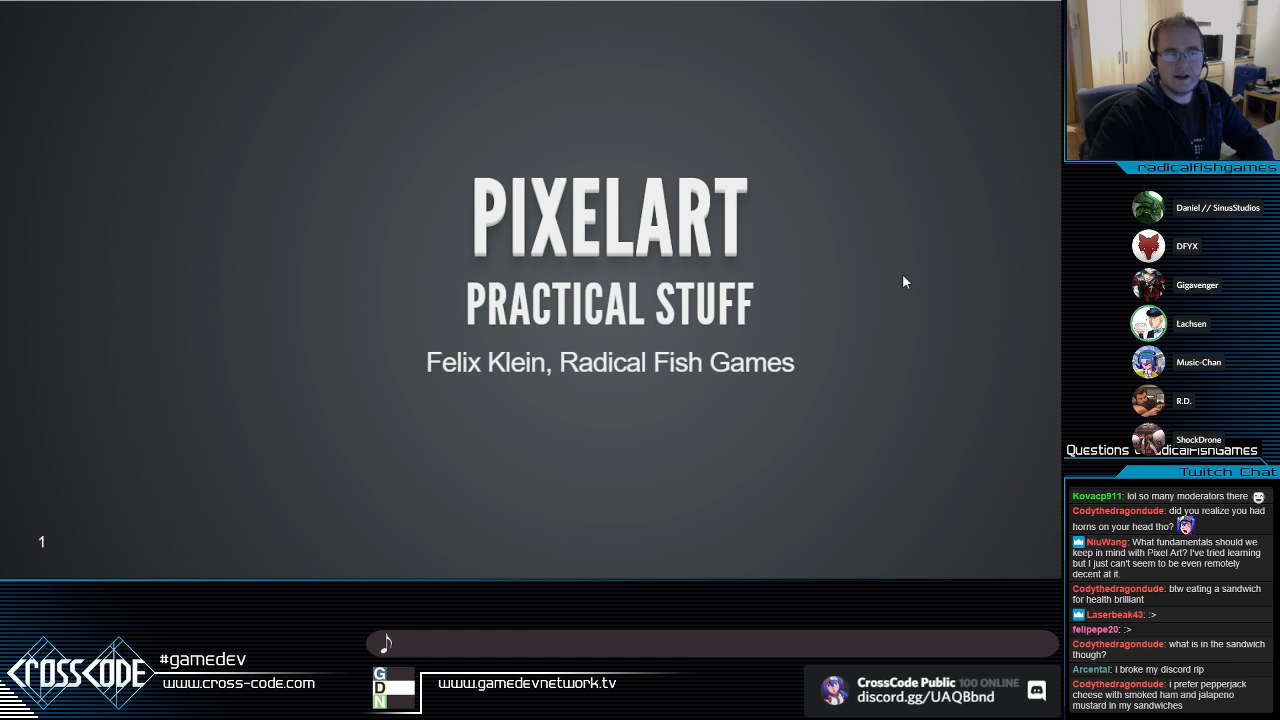 PIXELART
PRACTICAL STUFF
Felix Klein, Radical Fish Games
1
radicalfishgames
Daniel // SinusStudios
DFYX
Gigavenger
Lachsen
Music-Chan
R.D.
ShockDrone
Questions
dicalFishGames
Twitch Chat
Kovacp911: lol so many moderators there
Codythedragondude: did you realize you had
horns on your head tho?
NiuWang: What fundamentals should we
keep in mind with Pixel Art? I've tried learning
but I just can't seem to be even remotely
decent at it.
Codythedragondude: btw eating a sandwich
for health brilliant
Laserbeak43: :>
felipepe20: :>
Codythedragondude: what is in the sandwich
though?
Arcental: i broke my discord rip
Codythedragondude: i prefer pepperjack
cheese with smoked ham and jalapeno
mustard in my sandwiches
CROSSCODE
#gamedev
www.cross-code.com
G
D
N
www.gamedevnetwork.tv
CrossCode Public 100 ONLINE
discord.gg/UAQBbnd